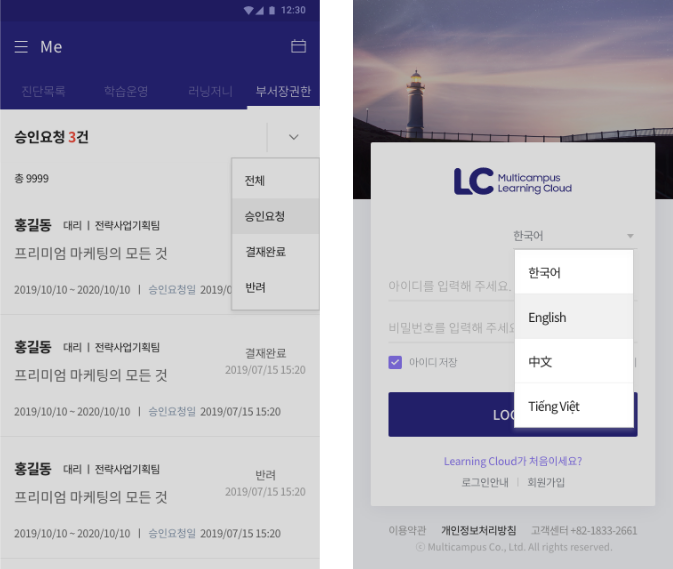 12:30
Me
진단목록 학습운영 러닝저니 부서장권한
승인요청 3건
총 9999
전체
승인요청
결재완료
반려
홍길동 대리 | 전략사업기획팀
프리미엄 마케팅의 모든 것
2019/10/10 ~ 2020/10/10 | 승인요청일 2019/0
홍길동 대리 | 전략사업기획팀
결재완료
프리미엄 마케팅의 모든 것
2019/07/15 15:20
2019/10/10 ~ 2020/10/10 | 승인요청일 2019/07/15 15:20
홍길동 대리 | 전략사업기획팀
반려
프리미엄 마케팅의 모든 것
2019/07/15 15:20
2019/10/10 ~ 2020/10/10 | 승인요청일 2019/07/15 15:20
LC Multicampus
Learning Cloud
한국어
한국어
English
中文
Tiếng Việt
아이디를 입력해 주세요.
비밀번호를 입력해 주세요
아이디 저장
LOG
Learning Cloud가 처음이세요?
로그인안내 | 회원가입
이용약관 개인정보처리방침 고객센터 +82-1833-2661
ⓒ Multicampus Co., Ltd. All rights reserved.